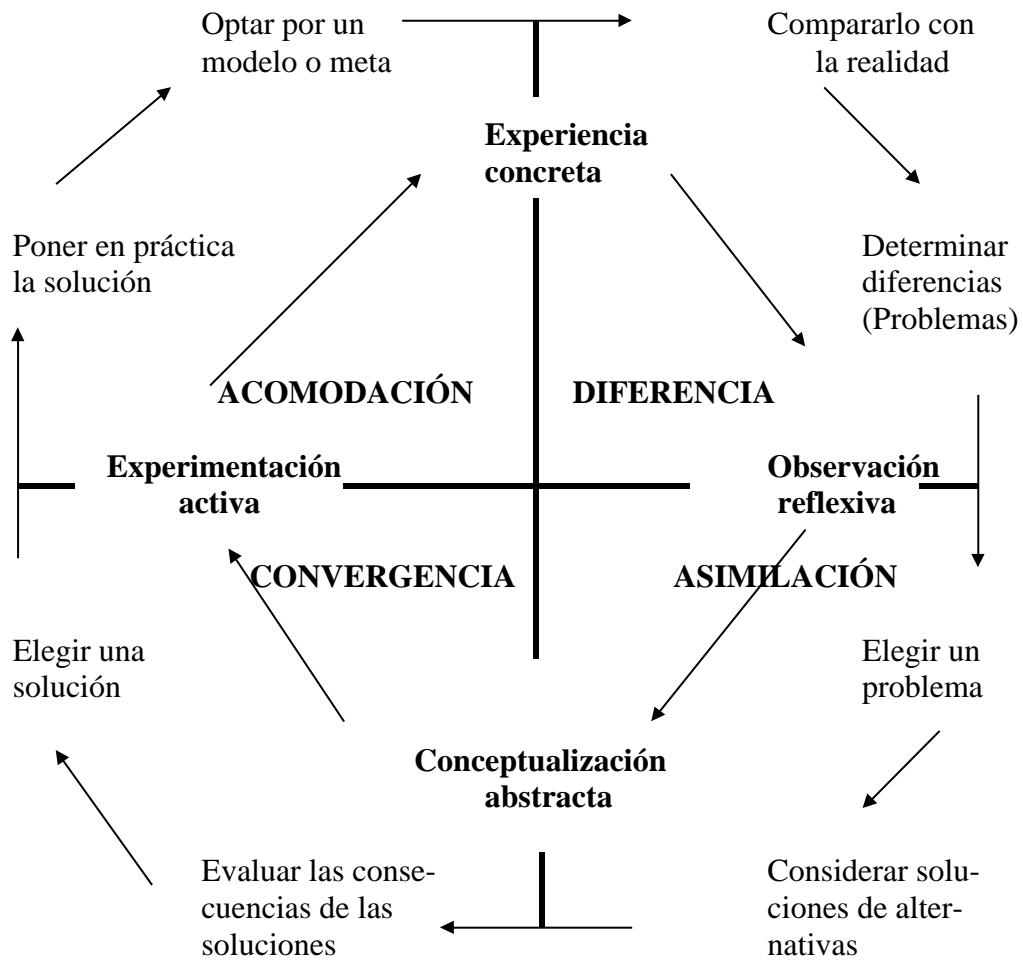 Optar por un
modelo o meta
Compararlo con
la realidad
Experiencia
concreta
Poner en práctica
la solución
Determinar
diferencias
(Problemas)
ACOMODACIÓN
DIFERENCIA
Experimentación
activa
Observación
reflexiva
CONVERGENCIA
ASIMILACIÓN
Elegir una
solución
Elegir un
problema
Conceptualización
abstracta
Evaluar las conse-
cuencias de las
soluciones
Considerar solu-
ciones de alter-
nativas